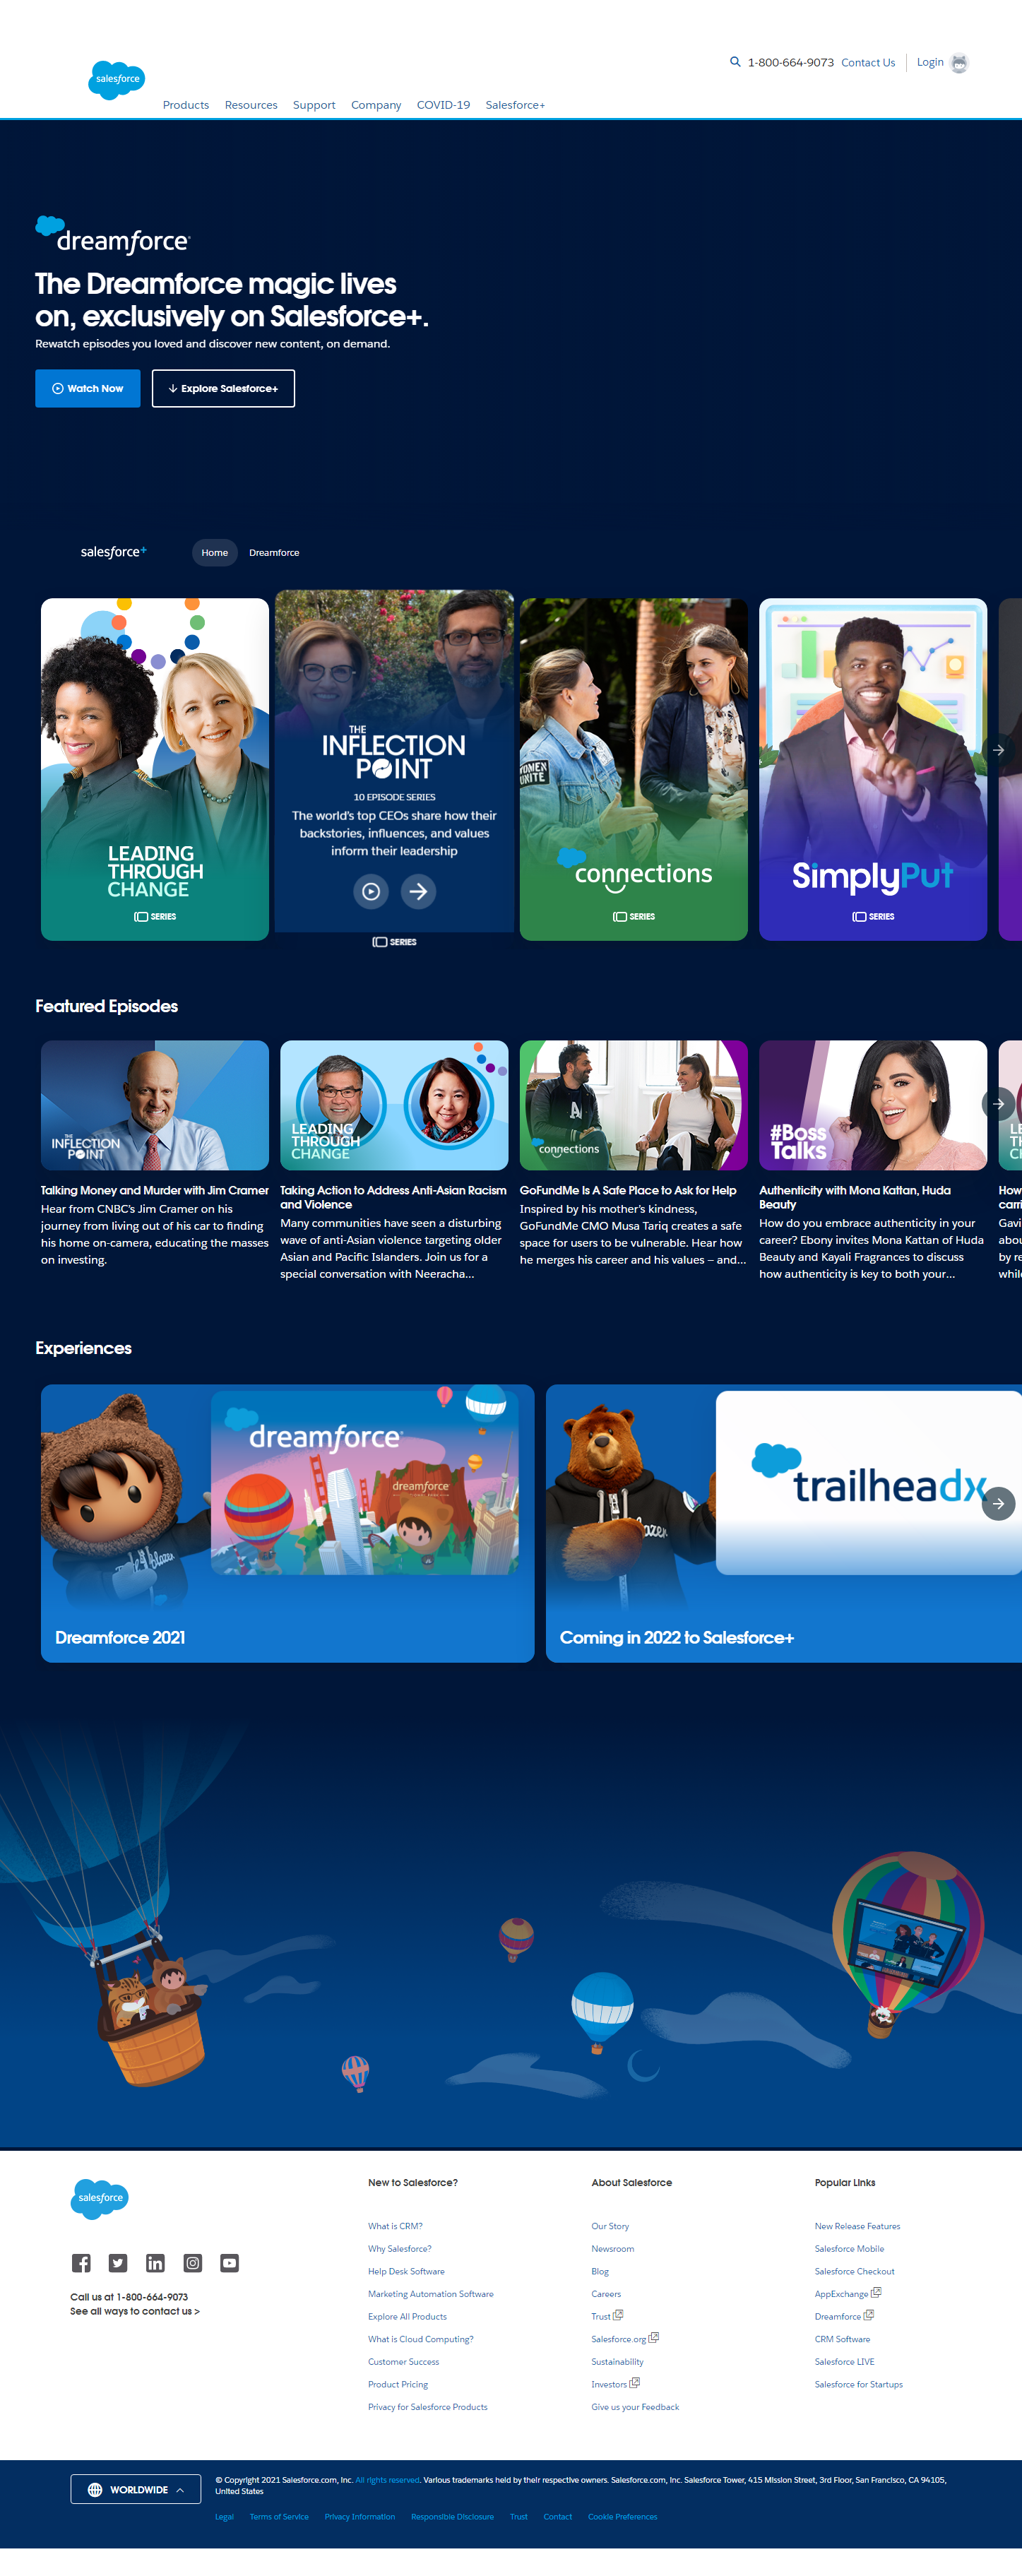 salesforce
1-800-664-9073 Contact Us Login
Products Resources Support Company COVID-19 Salesforce+
dreamforce
The Dreamforce magic lives
on, exclusively on Salesforce+.
Rewatch episodes you loved and discover new content, on demand.
Watch Now Explore Salesforce+
salesforce+ Home Dreamforce
LEADING
THROUGH
CHANGE
SERIES
THE
INFLECTION
POINT
10 EPISODE SERIES
The world's top CEOs share how their
backstories, influences, and values
inform their leadership
SERIES
WOMEN
UNITE
connections
SERIES
SimplyPut
SERIES
Featured Episodes
THE
INFLECTION
POINT
Talking Money and Murder with Jim Cramer
Hear from CNBC's Jim Cramer on his
journey from living out of his car to finding
his home on-camera, educating the masses
on investing.
LEADING
THROUGH
CHANGE
Taking Action to Address Anti-Asian Racism
and Violence
Many communities have seen a disturbing
wave of anti-Asian violence targeting older
Asian and Pacific Islanders. Join us for a
special conversation with Neeracha...
connections
GoFundMe Is A Safe Place to Ask for Help
Inspired by his mother's kindness,
GoFundMe CMO Musa Tariq creates a safe
space for users to be vulnerable. Hear how
he merges his career and his values – and...
#Boss
Talks
Authenticity with Mona Kattan, Huda
Beauty
How do you embrace authenticity in your
career? Ebony invites Mona Kattan of Huda
Beauty and Kayali Fragrances to discuss
how authenticity is key to both your...
How
Experiences
dreamforce
dreamforce
Dreamforce 2021
trailheadx
Coming in 2022 to Salesforce+
salesforce
Call us at 1-800-664-9073
See all ways to contact us >
New to Salesforce?
What is CRM?
Why Salesforce?
Help Desk Software
Marketing Automation Software
Explore All Products
What is Cloud Computing?
Customer Success
Product Pricing
Privacy for Salesforce Products
About Salesforce
Our Story
Newsroom
Blog
Careers
Trust
Salesforce.org
Sustainability
Investors
Give us your Feedback
Popular Links
New Release Features
Salesforce Mobile
Salesforce Checkout
AppExchange
Dreamforce
CRM Software
Salesforce LIVE
Salesforce for Startups
WORLDWIDE
© Copyright 2021 Salesforce.com, Inc. All rights reserved. Various trademarks held by their respective owners. Salesforce.com, Inc. Salesforce Tower, 415 Mission Street, 3rd Floor, San Francisco, CA 94105,
United States
Legal Terms of Service Privacy Information Responsible Disclosure Trust Contact Cookie Preferences